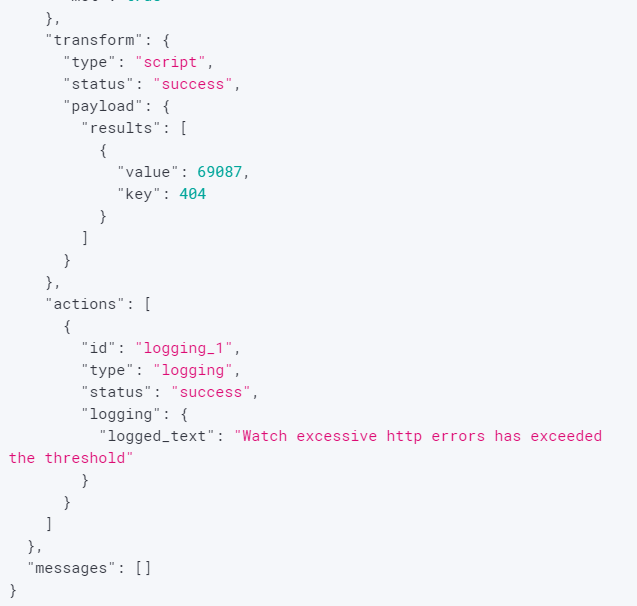 },
"transform": {
"type": "script",
"status": "success",
"payload": {
"results": [
{
"value": 69087,
"key": 404
}
]
}
},
"actions": [
{
"id": "logging_1",
"type": "logging",
"status": "success",
"logging": {
"logged_text": "Watch excessive http errors has exceeded
the threshold"
}
}
]
},
"messages": []
}